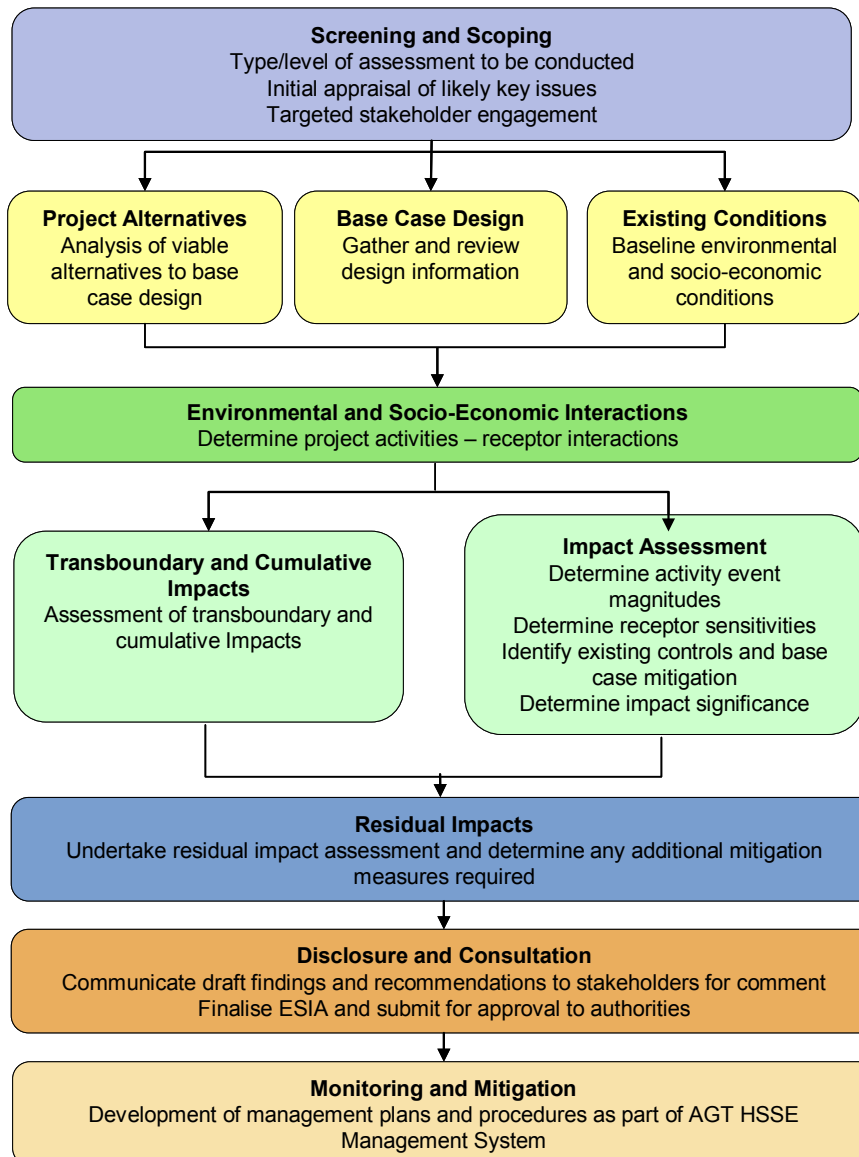 Screening and Scoping
Type/level of assessment to be conducted
Initial appraisal of likely key issues
Targeted stakeholder engagement
Project Alternatives
Analysis of viable
alternatives to base
case design
Base Case Design
Gather and review
design information
Existing Conditions
Baseline environmental
and socio-economic
conditions
Environmental and Socio-Economic Interactions
Determine project activities – receptor interactions
Transboundary and Cumulative
Impacts
Assessment of transboundary and
cumulative Impacts
Impact Assessment
Determine activity event
magnitudes
Determine receptor sensitivities
Identify existing controls and base
case mitigation
Determine impact significance
Residual Impacts
Undertake residual impact assessment and determine any additional mitigation
measures required
Disclosure and Consultation
Communicate draft findings and recommendations to stakeholders for comment
Finalise ESIA and submit for approval to authorities
Monitoring and Mitigation
Development of management plans and procedures as part of AGT HSSE
Management System